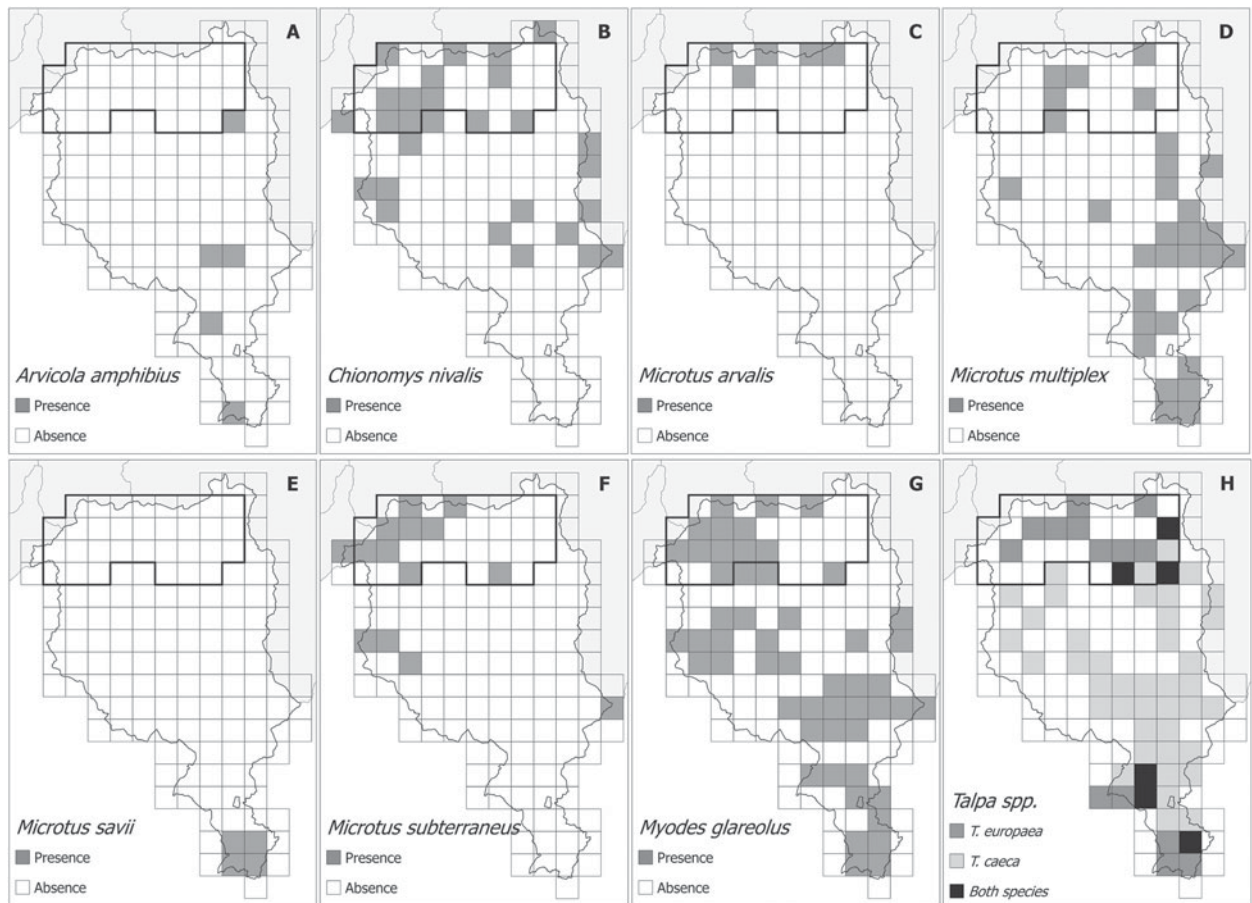 A
Arvicola amphibius
Presence
Absence
B
Chionomys nivalis
Presence
Absence
C
Microtus arvalis
Presence
Absence
D
Microtus multiplex
Presence
Absence
E
Microtus savii
Presence
Absence
F
Microtus subterraneus
Presence
Absence
G
Myodes glareolus
Presence
Absence
H
Talpa spp.
T. europaea
T. caeca
Both species